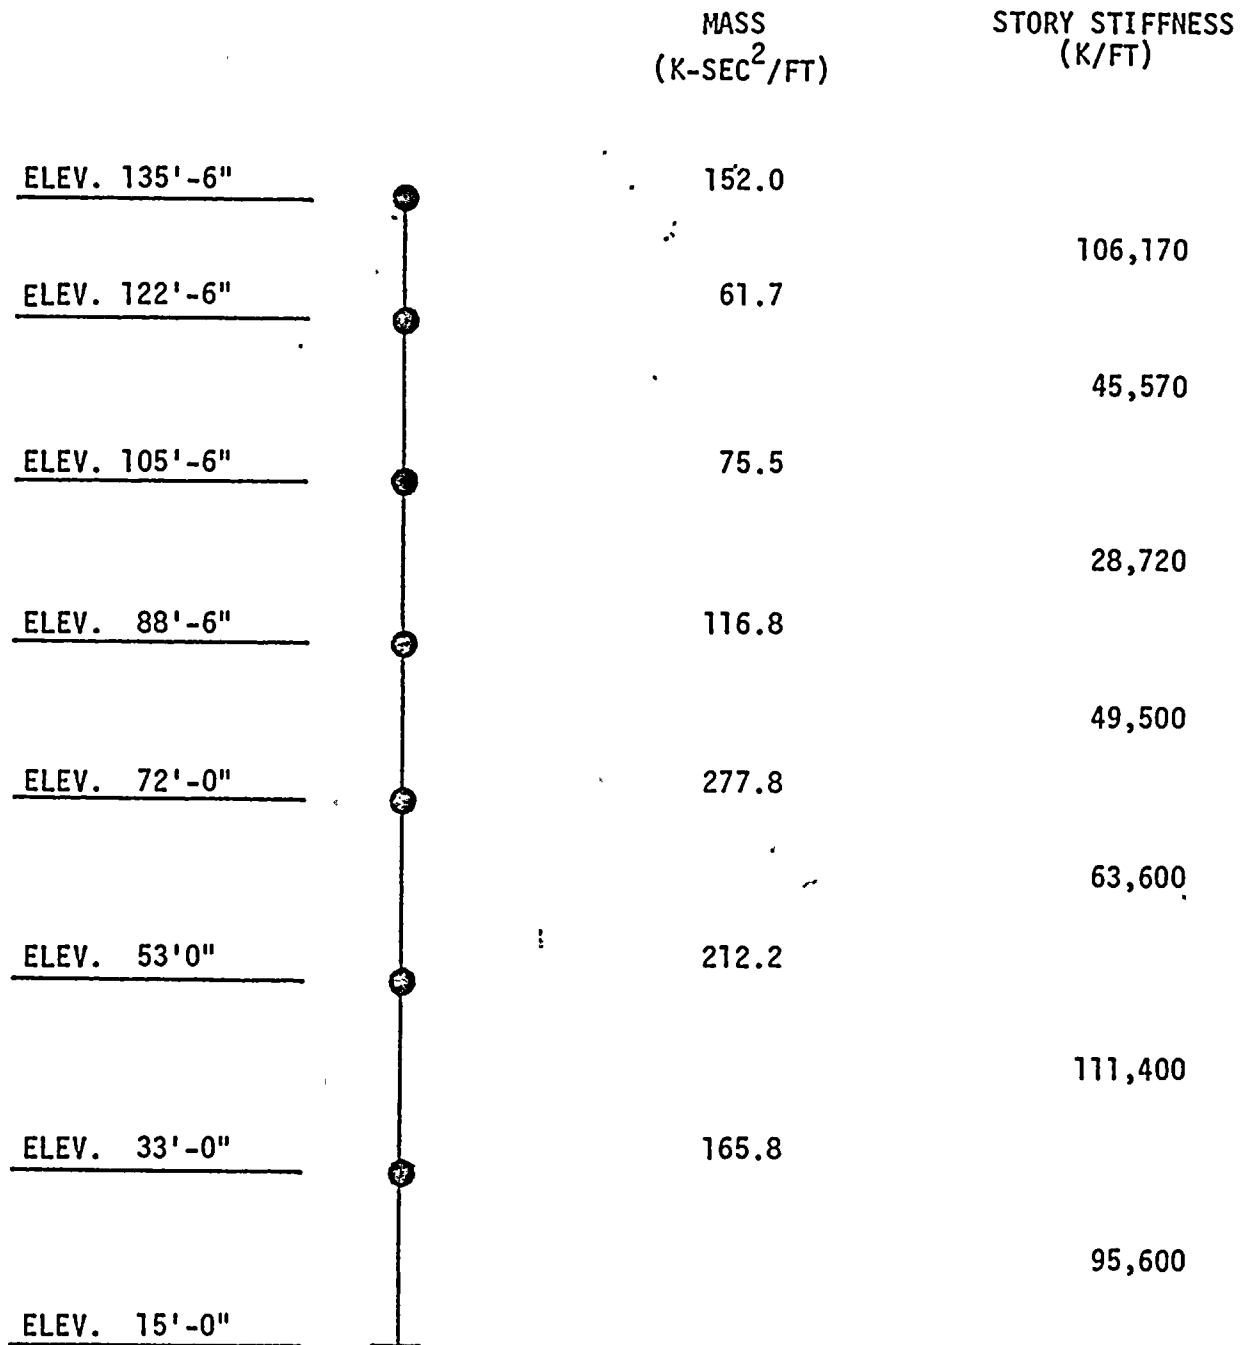 MASS STORY STIFFNESS
(K-SEC2/FT) (K/FT)
ELEV. 135'-6" 152.0
106,170
ELEV. 122'-6" 61.7
45,570
ELEV. 105'-6" 75.5
28,720
ELEV. 88'-6" 116.8
49,500
ELEV. 72'-0" 277.8
63,600
ELEV. 53'0" 212.2
111,400
ELEV. 33'-0" 165.8
95,600
ELEV. 15'-0"